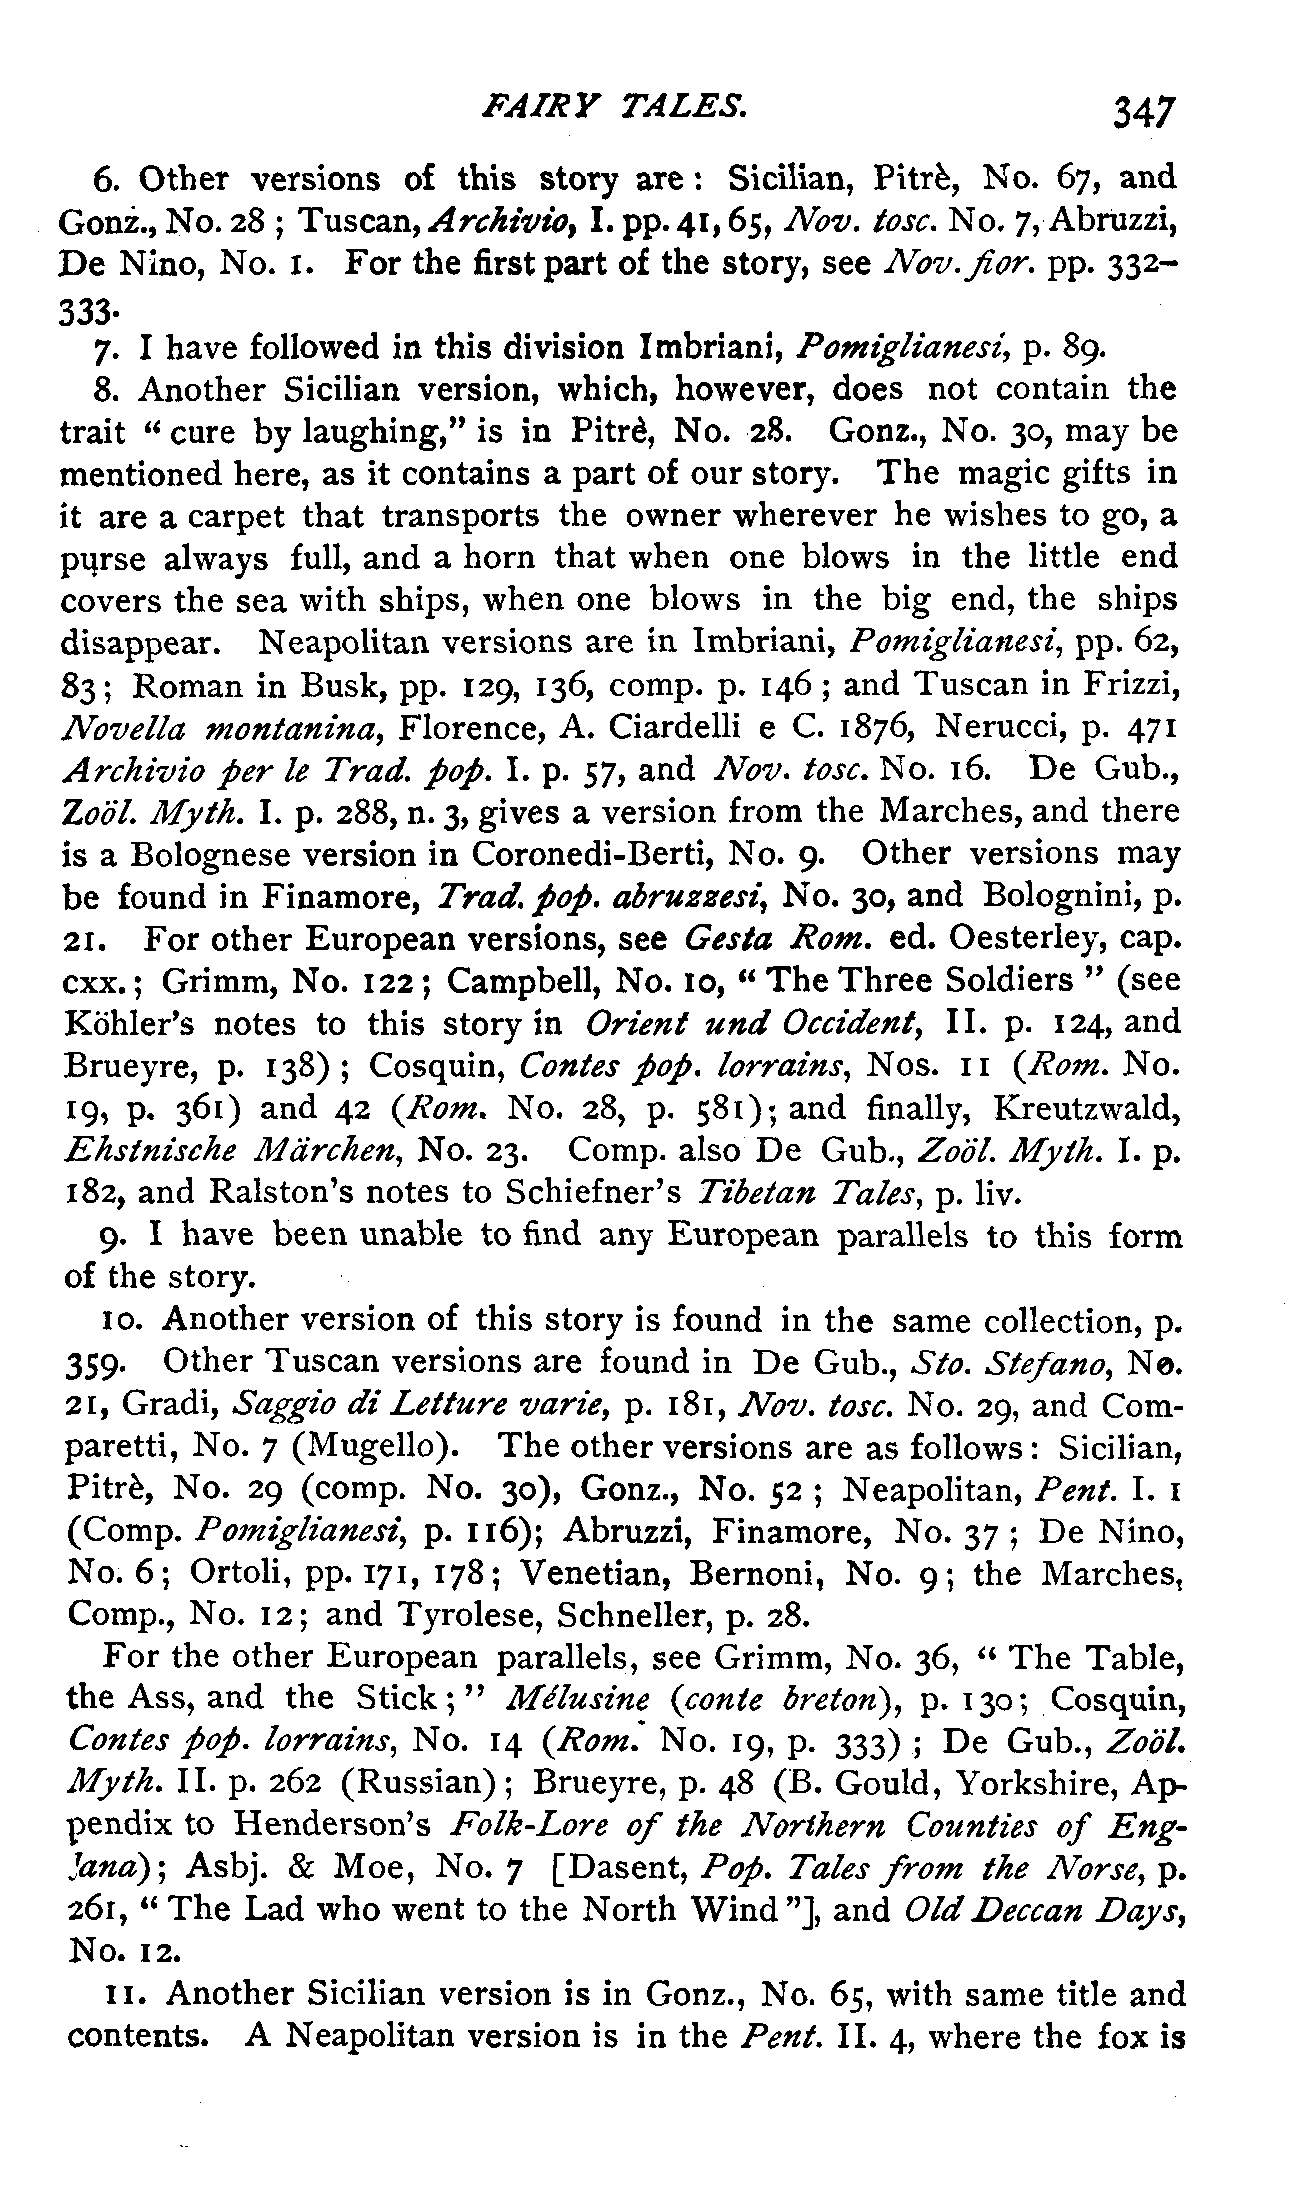 FAIRY TALES. 347
6. Other versions of this story are : Sicilian, Pitrè, No. 67, and
Gonz., No. 28 ; Tuscan, Archivio, I. pp. 41, 65, Nov. tosc. No. 7, Abruzzi,
De Nino, No. 1. For the first part of the story, see Nov. fior. pp. 332–
333.
7. I have followed in this division Imbriani, Pomiglianesi, p. 89.
8. Another Sicilian version, which, however, does not contain the
trait “ cure by laughing,” is in Pitrè, No. 28. Gonz., No. 30, may be
mentioned here, as it contains a part of our story. The magic gifts in
it are a carpet that transports the owner wherever he wishes to go, a
purse always full, and a horn that when one blows in the little end
covers the sea with ships, when one blows in the big end, the ships
disappear. Neapolitan versions are in Imbriani, Pomiglianesi, pp. 62,
83 ; Roman in Busk, pp. 129, 136, comp. p. 146 ; and Tuscan in Frizzi,
Novella montanina, Florence, A. Ciardelli e C. 1876, Nerucci, p. 471
Archivio per le Trad. pop. I. p. 57, and Nov. tosc. No. 16. De Gub.,
Zoöl. Myth. I. p. 288, n. 3, gives a version from the Marches, and there
is a Bolognese version in Coronedi-Berti, No. 9. Other versions may
be found in Finamore, Trad. pop. abruzzesi, No. 30, and Bolognini, p.
21. For other European versions, see Gesta Rom. ed. Oesterley, cap.
cxx. ; Grimm, No. 122 ; Campbell, No. 10, “ The Three Soldiers ” (see
Köhler's notes to this story in Orient und Occident, II. p. 124, and
Brueyre, p. 138) ; Cosquin, Contes pop. lorrains, Nos. 11 (Rom. No.
19, p. 361) and 42 (Rom. No. 28, p. 581); and finally, Kreutzwald,
Ehstnische Märchen, No. 23. Comp. also De Gub., Zoöl. Myth. I. p.
182, and Ralston's notes to Schiefner's Tibetan Tales, p. liv.
9. I have been unable to find any European parallels to this form
of the story.
10. Another version of this story is found in the same collection, p.
359. Other Tuscan versions are found in De Gub., Sto. Stefano, No.
21, Gradi, Saggio di Letture varie, p. 181, Nov. tosc. No. 29, and Com-
paretti, No. 7 (Mugello). The other versions are as follows : Sicilian,
Pitrè, No. 29 (comp. No. 30), Gonz., No. 52 ; Neapolitan, Pent. I. 1
(Comp. Pomiglianesi, p. 116); Abruzzi, Finamore, No. 37 ; De Nino,
No. 6 ; Ortoli, pp. 171, 178 ; Venetian, Bernoni, No. 9 ; the Marches,
Comp., No. 12 ; and Tyrolese, Schneller, p. 28.
For the other European parallels, see Grimm, No. 36, “ The Table,
the Ass, and the Stick ; ” Mélusine (conte breton), p. 130 ; Cosquin,
Contes pop. lorrains, No. 14 (Rom. No. 19, p. 333) ; De Gub., Zoöl.
Myth. II. p. 262 (Russian) ; Brueyre, p. 48 (B. Gould, Yorkshire, Ap-
pendix to Henderson's Folk-Lore of the Northern Counties of Eng-
land) ; Asbj. & Moe, No. 7 [Dasent, Pop. Tales from the Norse, p.
261, “ The Lad who went to the North Wind ”], and Old Deccan Days,
No. 12.
11. Another Sicilian version is in Gonz., No. 65, with same title and
contents. A Neapolitan version is in the Pent. II. 4, where the fox is